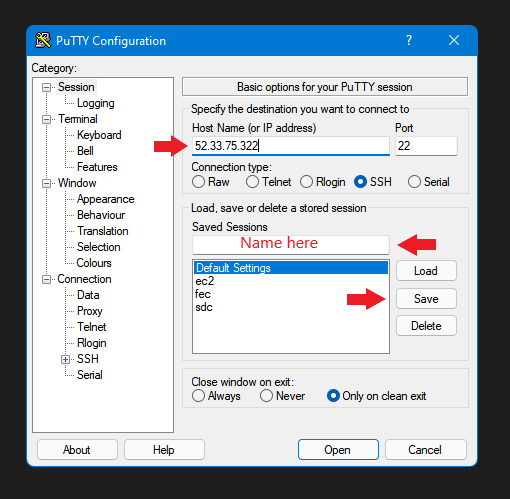 PuTTY Configuration
?
Category:
Session
Logging
Terminal
Keyboard
Bell
Features
Window
Appearance
Behaviour
Translation
Selection
Colours
Connection
Data
Proxy
Telnet
Rlogin
SSH
Serial
Basic options for your PuTTY session
Specify the destination you want to connect to
Host Name (or IP address) Port
52.33.75.322 22
Connection type:
Raw Telnet Rlogin SSH Serial
Load, save or delete a stored session
Saved Sessions
Name here
Default Settings
ec2
fec
sdc
Load
Save
Delete
Close window on exit:
Always Never Only on clean exit
About Help Open Cancel